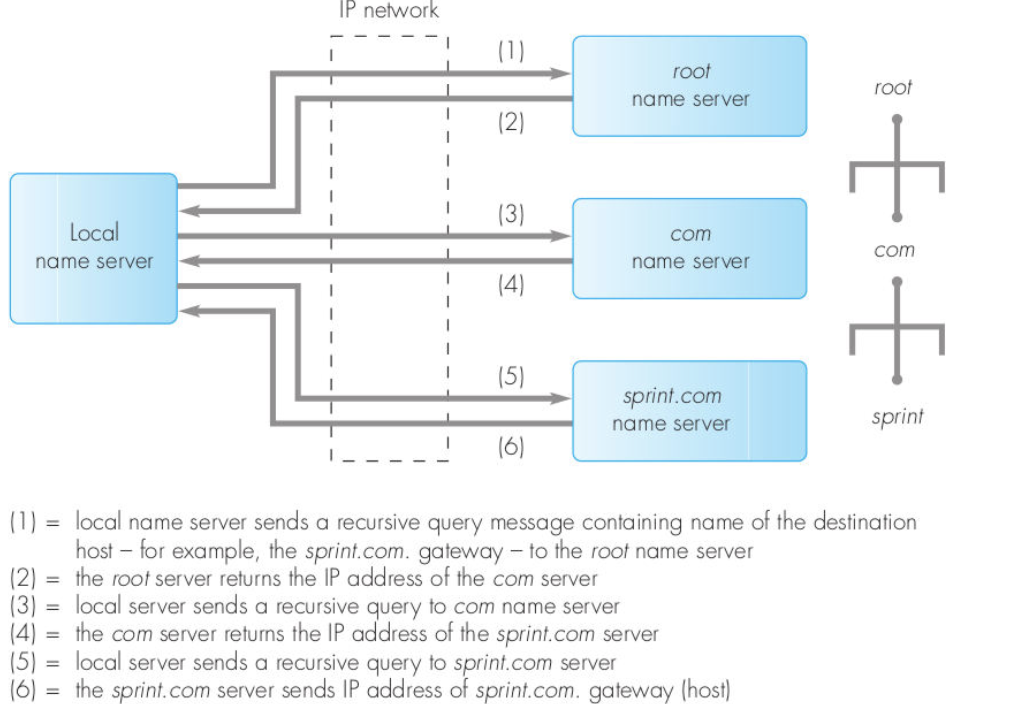 IP network
(1)
root
name server
(2)
root
Local
name server
(3)
com
name server
(4)
com
(5)
sprint.com
name server
(6)
sprint
(1) = local name server sends a recursive query message containing name of the destination
host – for example, the sprint.com. gateway – to the root name server
(2) = the root server returns the IP address of the com server
(3) = local server sends a recursive query to com name server
(4) = the com server returns the IP address of the sprint.com server
(5) = local server sends a recursive query to sprint.com server
(6) = the sprint.com server sends IP address of sprint.com. gateway (host)